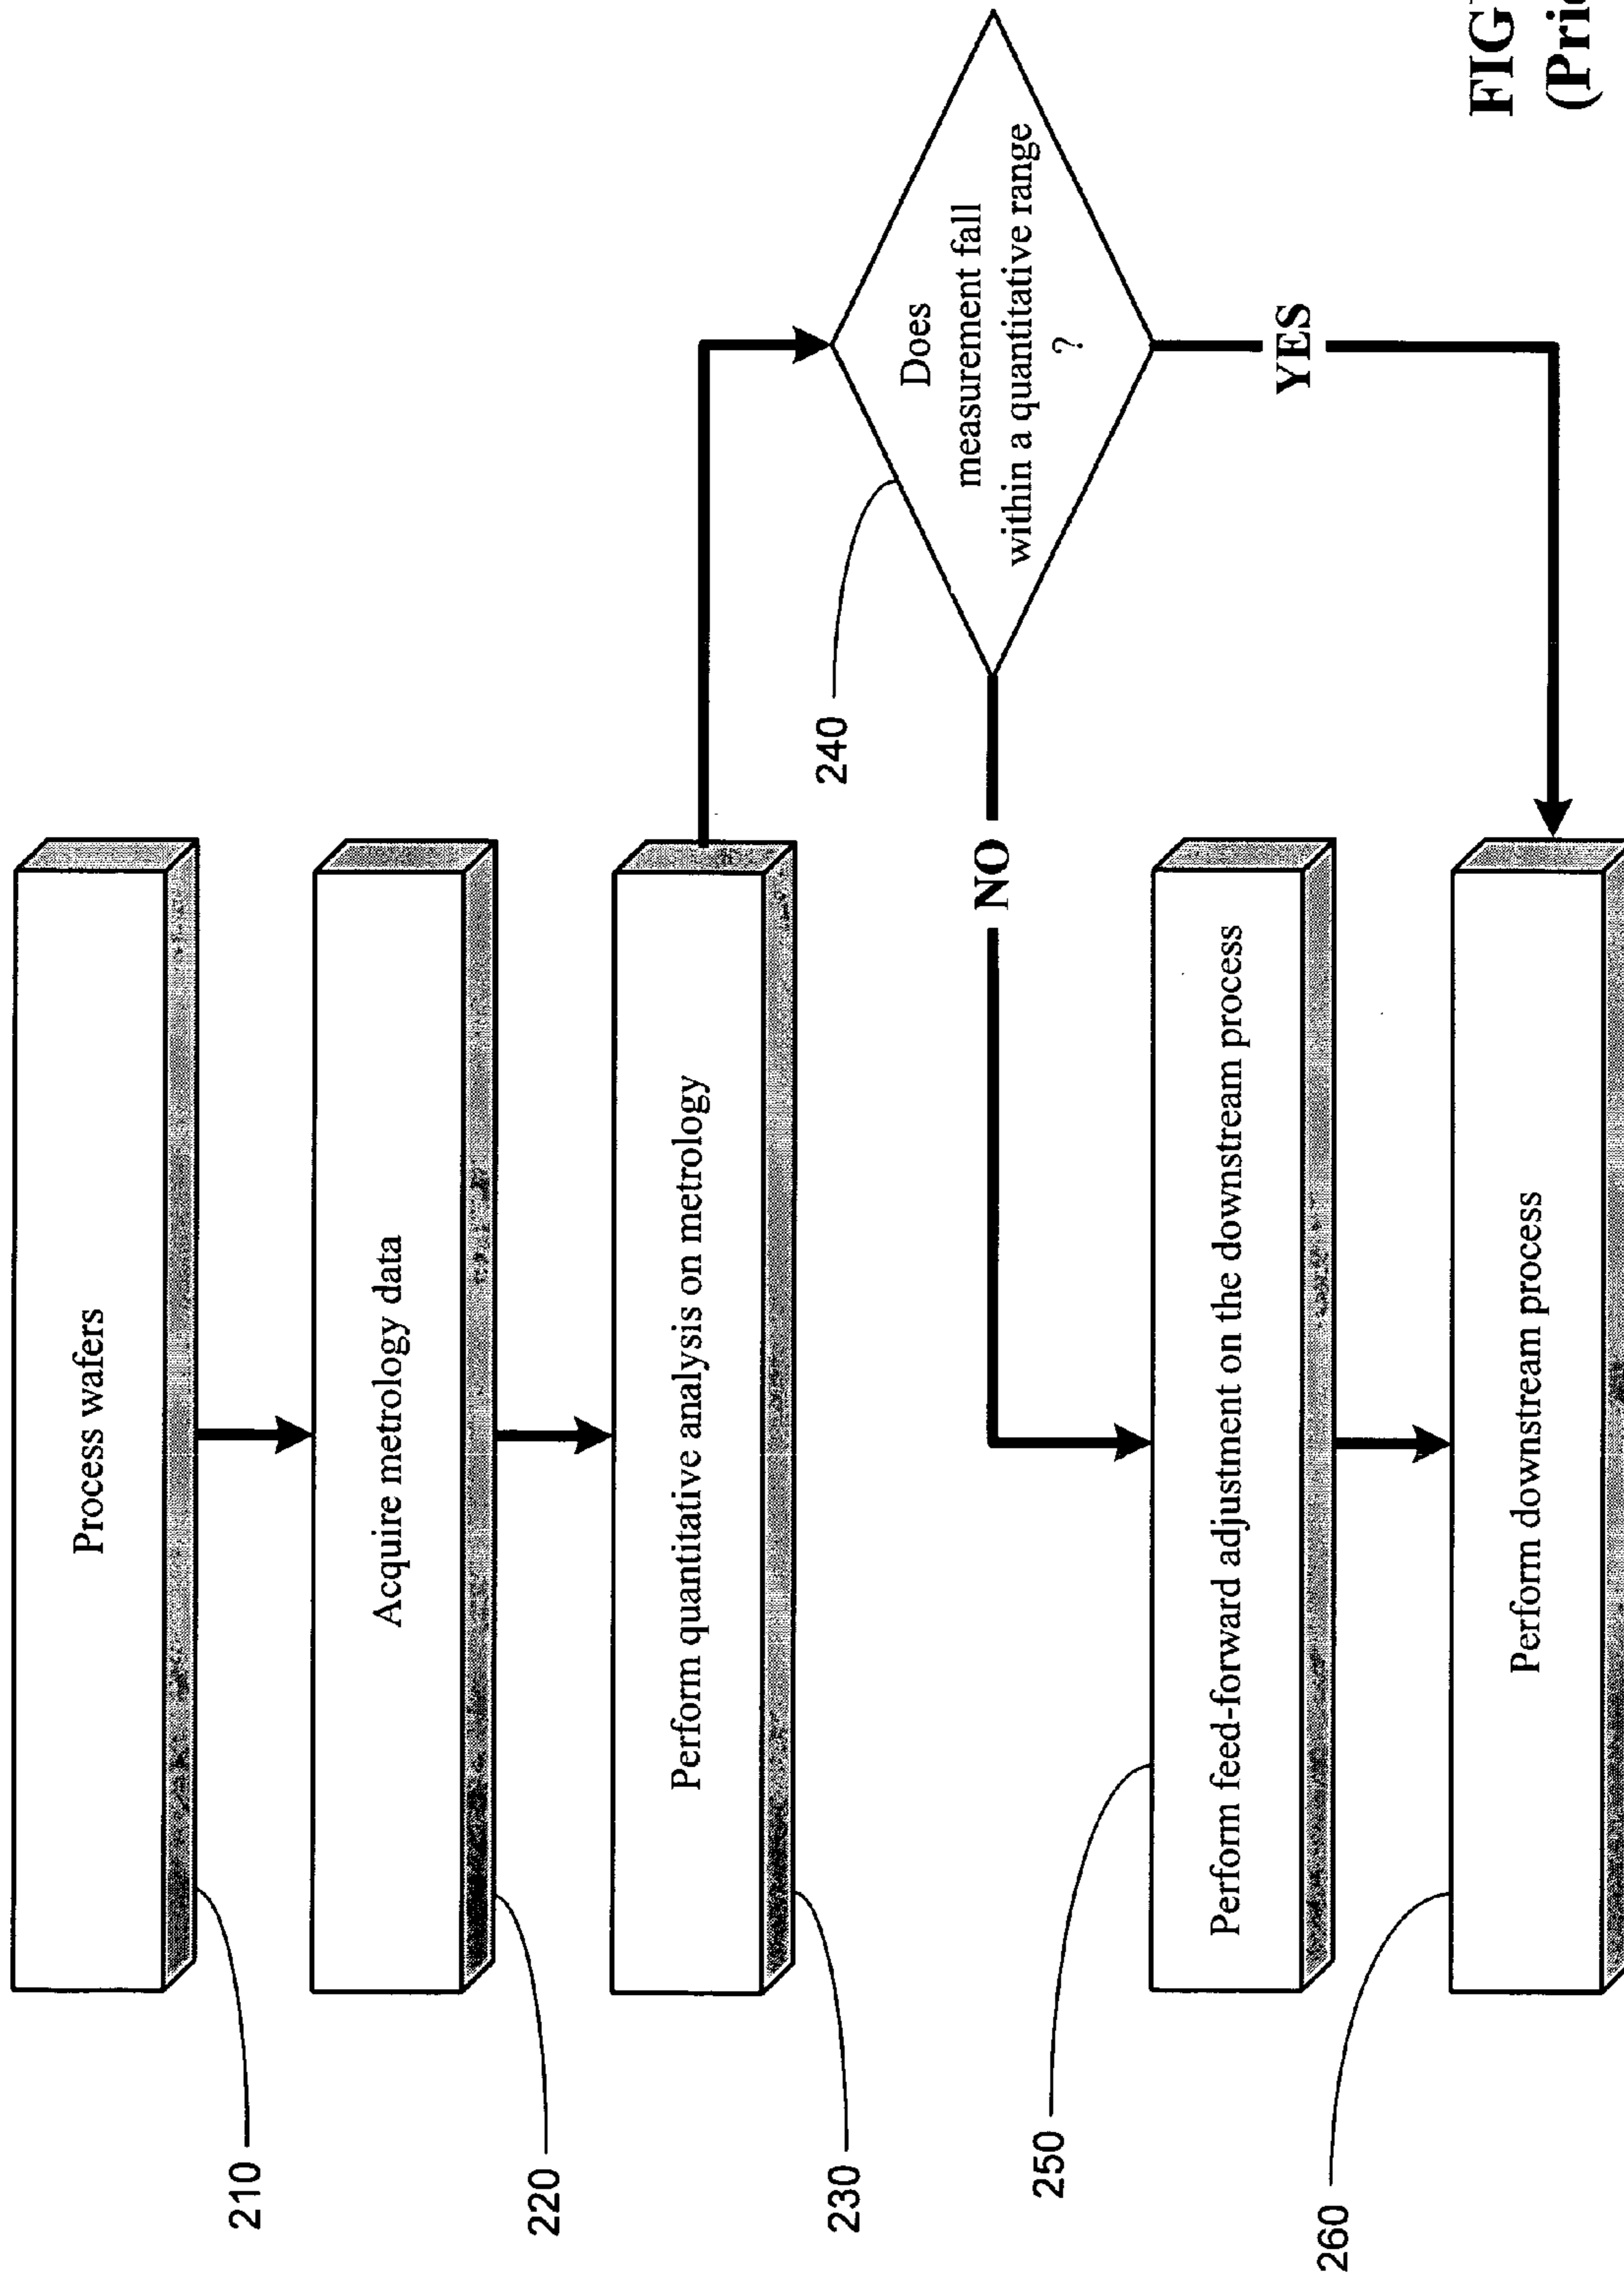 210
Process wafers
220
Acquire metrology data
230
Perform quantitative analysis on metrology
240
Does
measurement fall
within a quantitative range
?
NO
YES
250
Perform feed-forward adjustment on the downstream process
260
Perform downstream process